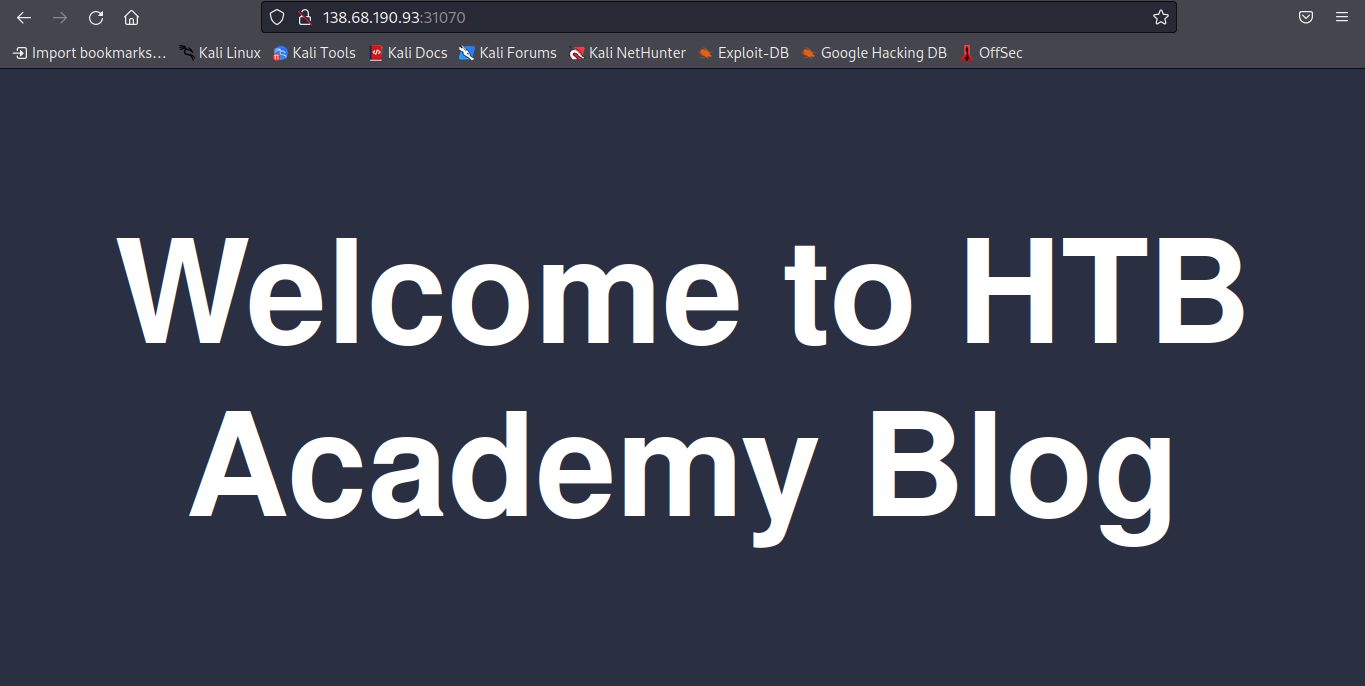 138.68.190.93:31070
Import bookmarks... Kali Linux Kali Tools Kali Docs Kali Forums Kali NetHunter Exploit-DB Google Hacking DB OffSec
Welcome to HTB
Academy Blog